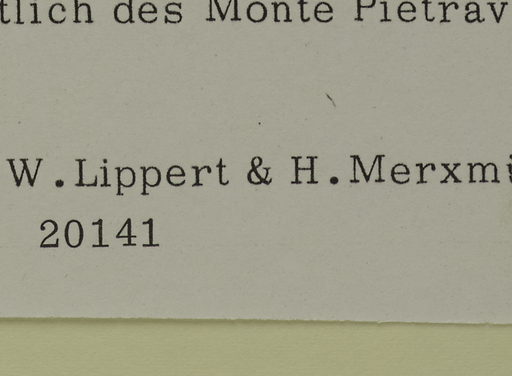 tlich des Monte Pietrav
W.Lippert & H.Merxm
20141